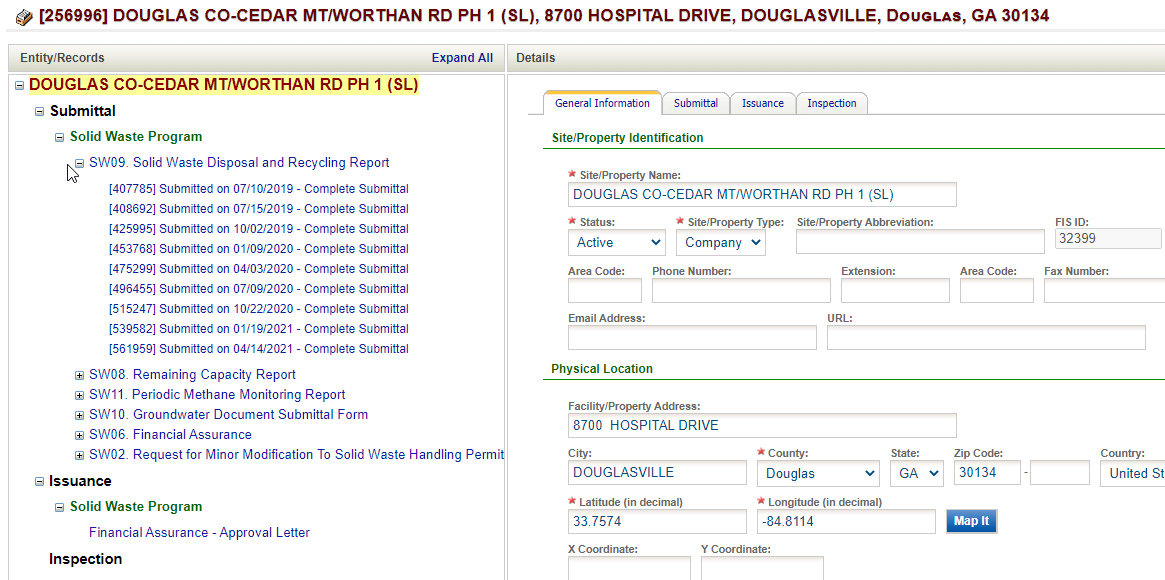 [256996] DOUGLAS CO-CEDAR MT/WORTHAN RD PH 1 (SL), 8700 HOSPITAL DRIVE, DOUGLASVILLE, Douglas, GA 30134
Entity/Records
Expand All
DOUGLAS CO-CEDAR MT/WORTHAN RD PH 1 (SL)
Submittal
Solid Waste Program
SW09. Solid Waste Disposal and Recycling Report
[407785] Submitted on 07/10/2019 - Complete Submittal
[408692] Submitted on 07/15/2019 - Complete Submittal
[425995] Submitted on 10/02/2019 - Complete Submittal
[453768] Submitted on 01/09/2020 - Complete Submittal
[475299] Submitted on 04/03/2020 - Complete Submittal
[496455] Submitted on 07/09/2020 - Complete Submittal
[515247] Submitted on 10/22/2020 - Complete Submittal
[539582] Submitted on 01/19/2021 - Complete Submittal
[561959] Submitted on 04/14/2021 - Complete Submittal
SW08. Remaining Capacity Report
SW11. Periodic Methane Monitoring Report
SW10. Groundwater Document Submittal Form
SW06. Financial Assurance
SW02. Request for Minor Modification To Solid Waste Handling Permit
Issuance
Solid Waste Program
Financial Assurance - Approval Letter
Inspection
Details
General Information Submittal Issuance Inspection
Site/Property Identification
* Site/Property Name:
DOUGLAS CO-CEDAR MT/WORTHAN RD PH 1 (SL)
* Status: * Site/Property Type: Site/Property Abbreviation: FIS ID:
Active Company 32399
Area Code: Phone Number: Extension: Area Code: Fax Number:
Email Address: URL:
Physical Location
Facility/Property Address:
8700 HOSPITAL DRIVE
City: * County: State: Zip Code: Country:
DOUGLASVILLE Douglas GA 30134 - United St
* Latitude (in decimal) * Longitude (in decimal)
33.7574 -84.8114 Map It
X Coordinate: Y Coordinate: